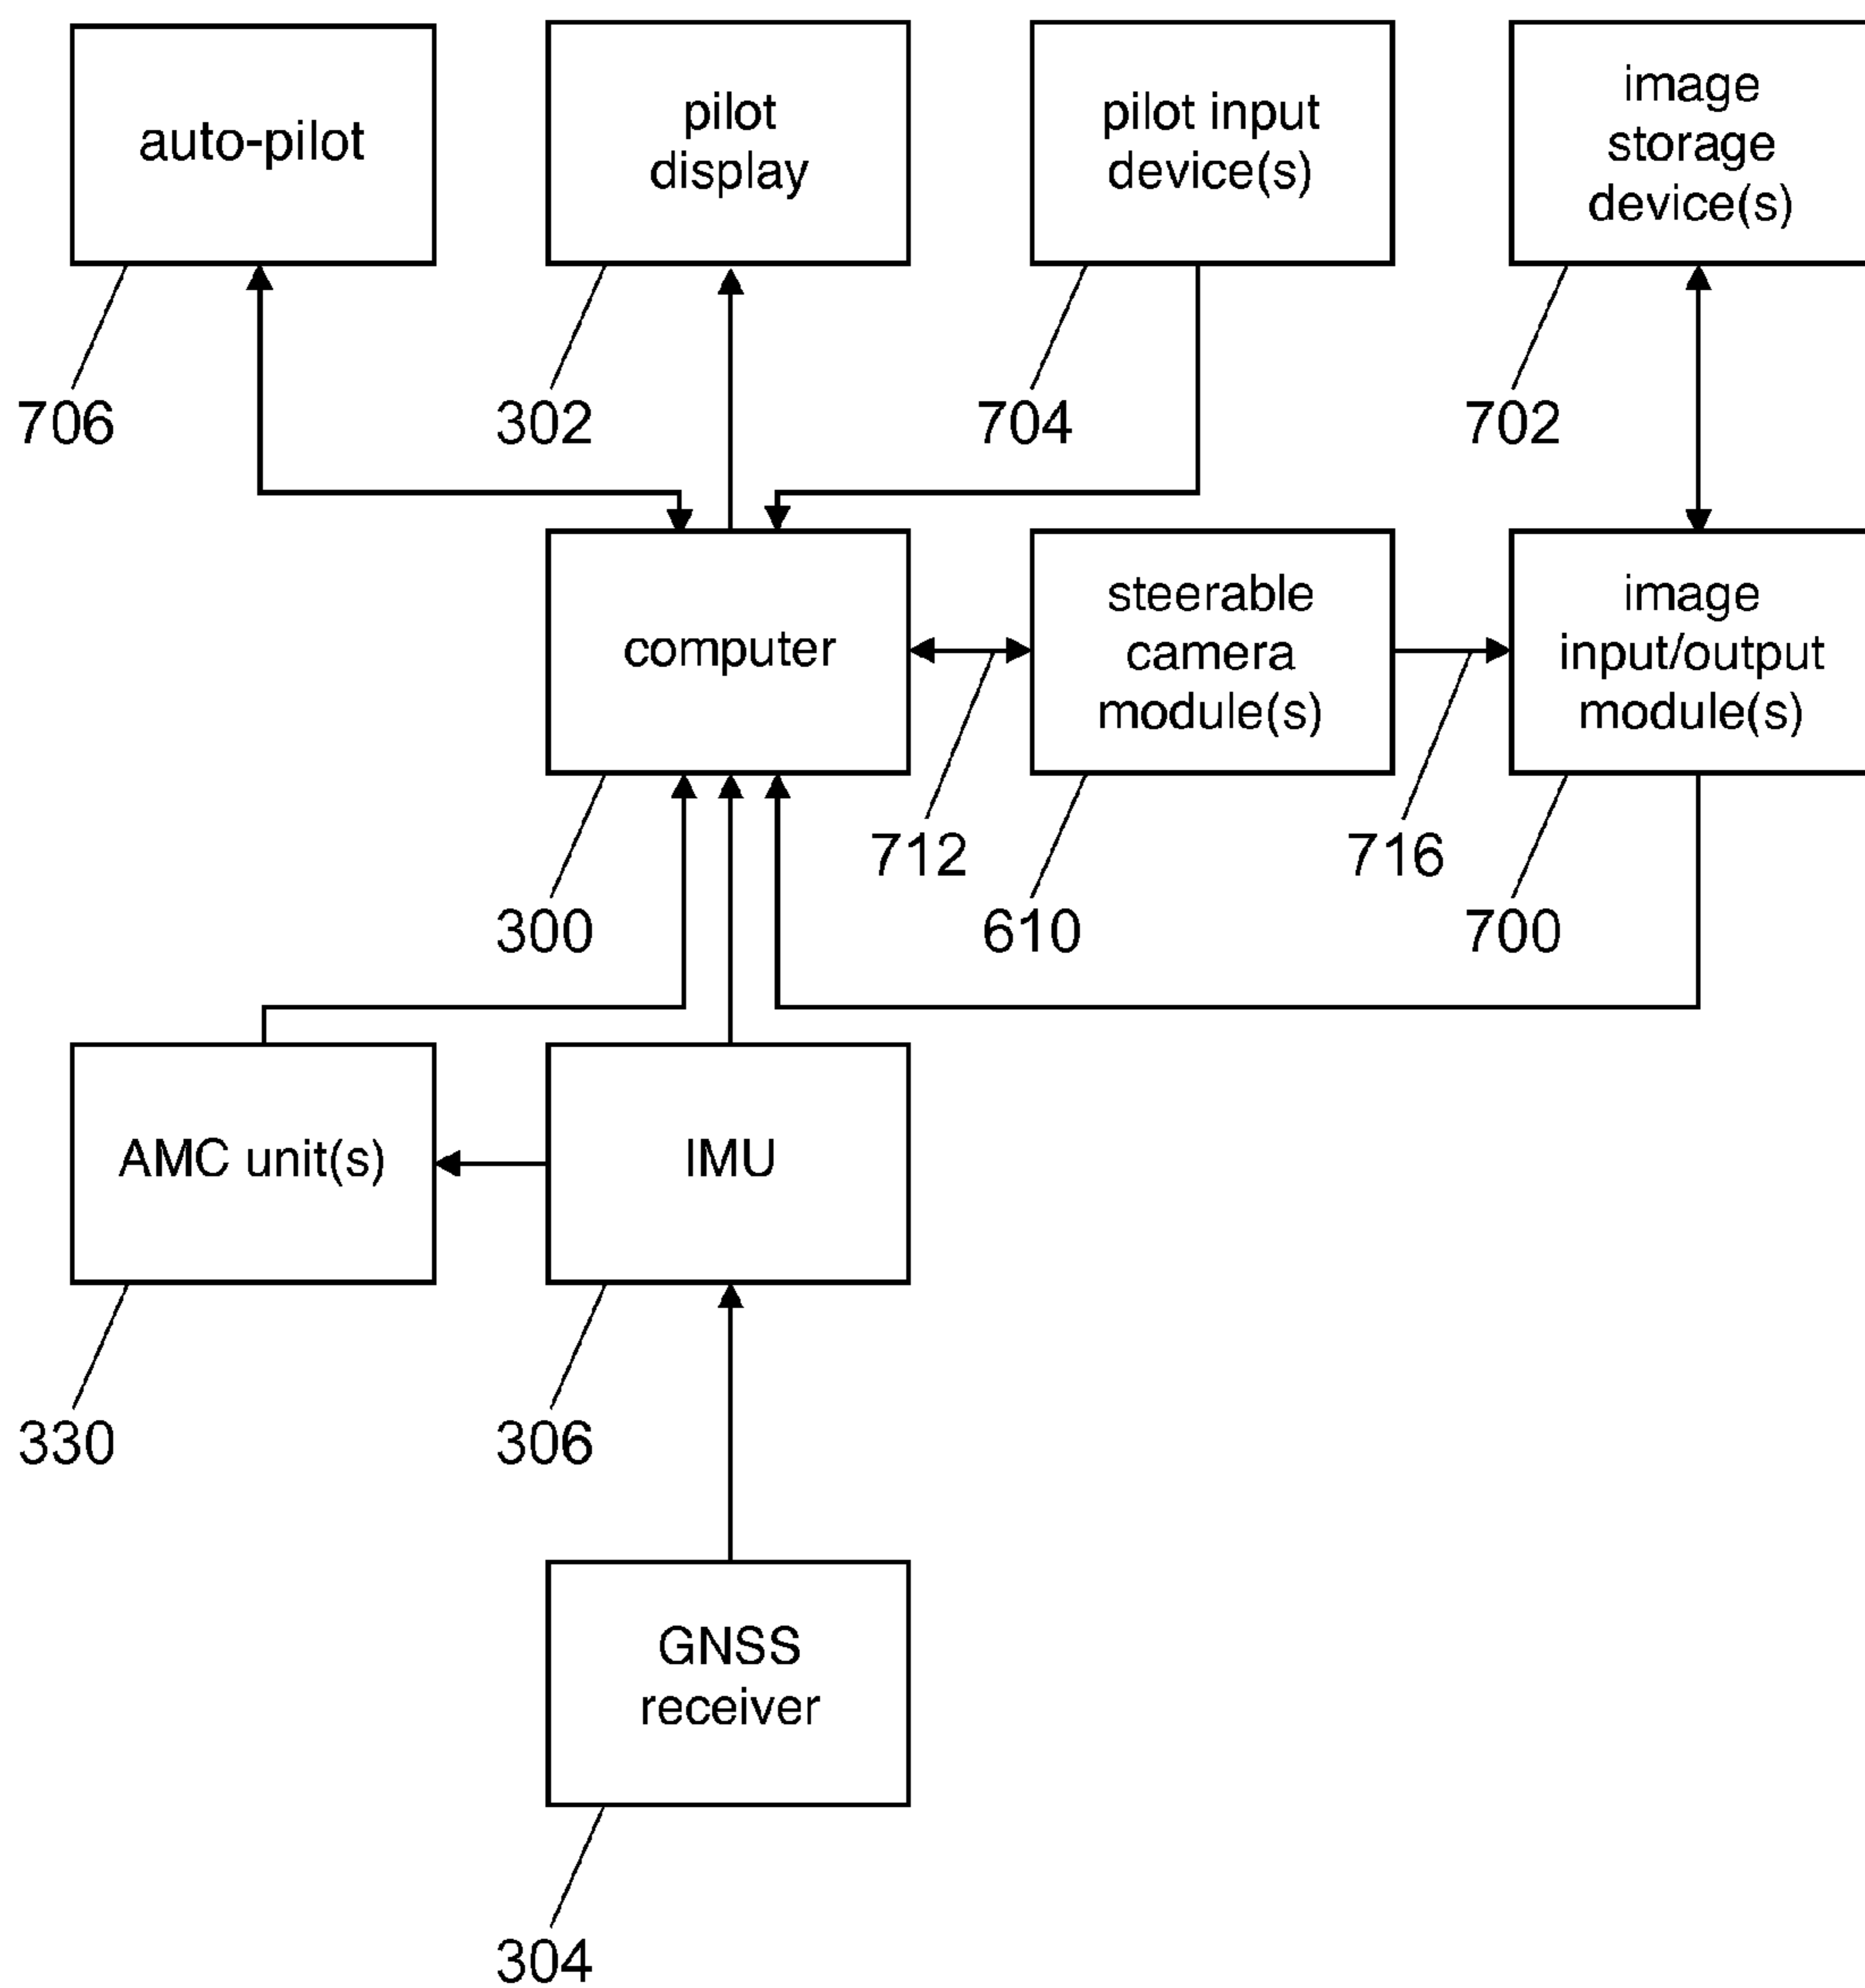 auto-pilot
pilot
display
pilot input
device(s)
image
storage
device(s)
706
302
704
702
computer
steerable
camera
module(s)
image
input/output
module(s)
712
716
300
610
700
AMC unit(s)
IMU
330
306
GNSS
receiver
304